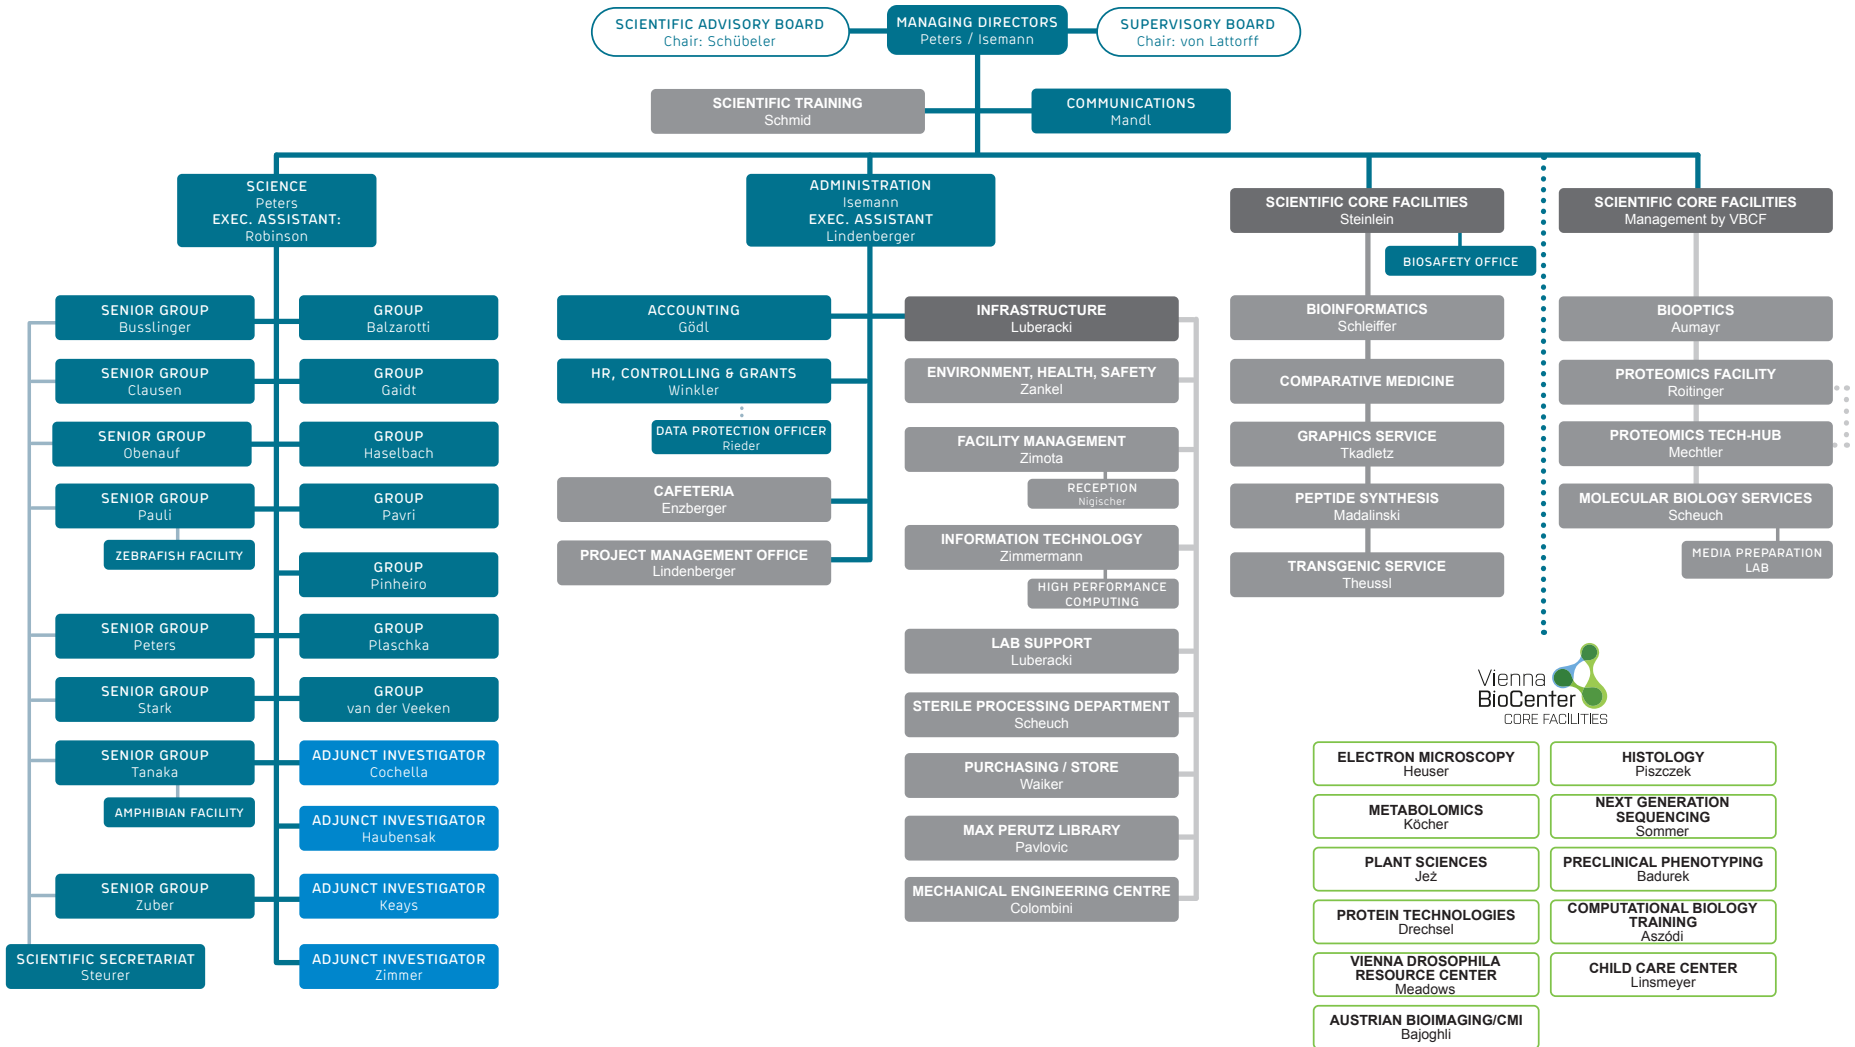 SCIENTIFIC ADVISORY BOARD
Chair: Schübeler
MANAGING DIRECTORS
Peters / Isemann
SUPERVISORY BOARD
Chair: von Lattorff
SCIENTIFIC TRAINING
Schmid
COMMUNICATIONS
Mandl
SCIENCE
Peters
EXEC. ASSISTANT:
Robinson
SENIOR GROUP
Busslinger
GROUP
Balzarotti
SENIOR GROUP
Clausen
GROUP
Gaidt
SENIOR GROUP
Obenauf
GROUP
Haselbach
SENIOR GROUP
Pauli
GROUP
Pavri
ZEBRAFISH FACILITY
GROUP
Pinheiro
SENIOR GROUP
Peters
GROUP
Plaschka
SENIOR GROUP
Stark
GROUP
van der Veeken
SENIOR GROUP
Tanaka
ADJUNCT INVESTIGATOR
Cochella
AMPHIBIAN FACILITY
ADJUNCT INVESTIGATOR
Haubensak
SENIOR GROUP
Zuber
ADJUNCT INVESTIGATOR
Keays
SCIENTIFIC SECRETARIAT
Steurer
ADJUNCT INVESTIGATOR
Zimmer
ADMINISTRATION
Isemann
EXEC. ASSISTANT
Lindenberger
ACCOUNTING
Gödl
HR, CONTROLLING & GRANTS
Winkler
DATA PROTECTION OFFICER
Rieder
CAFETERIA
Enzberger
PROJECT MANAGEMENT OFFICE
Lindenberger
INFRASTRUCTURE
Luberacki
ENVIRONMENT, HEALTH, SAFETY
Zankel
FACILITY MANAGEMENT
Zimota
RECEPTION
Nigischer
INFORMATION TECHNOLOGY
Zimmermann
HIGH PERFORMANCE
COMPUTING
LAB SUPPORT
Luberacki
STERILE PROCESSING DEPARTMENT
Scheuch
PURCHASING / STORE
Waiker
MAX PERUTZ LIBRARY
Pavlovic
MECHANICAL ENGINEERING CENTRE
Colombini
SCIENTIFIC CORE FACILITIES
Steinlein
BIOSAFETY OFFICE
BIOINFORMATICS
Schleiffer
COMPARATIVE MEDICINE
GRAPHICS SERVICE
Tkadletz
PEPTIDE SYNTHESIS
Madalinski
TRANSGENIC SERVICE
Theussl
SCIENTIFIC CORE FACILITIES
Management by VBCF
BIOOPTICS
Aumayr
PROTEOMICS FACILITY
Roitinger
PROTEOMICS TECH-HUB
Mechtler
MOLECULAR BIOLOGY SERVICES
Scheuch
MEDIA PREPARATION
LAB
Vienna
BioCenter
CORE FACILITIES
ELECTRON MICROSCOPY
Heuser
HISTOLOGY
Piszczek
METABOLOMICS
Köcher
NEXT GENERATION
SEQUENCING
Sommer
PLANT SCIENCES
Jeż
PRECLINICAL PHENOTYPING
Badurek
PROTEIN TECHNOLOGIES
Drechsel
COMPUTATIONAL BIOLOGY
TRAINING
Aszódi
VIENNA DROSOPHILA
RESOURCE CENTER
Meadows
CHILD CARE CENTER
Linsmeyer
AUSTRIAN BIOIMAGING/CMI
Bajoghli